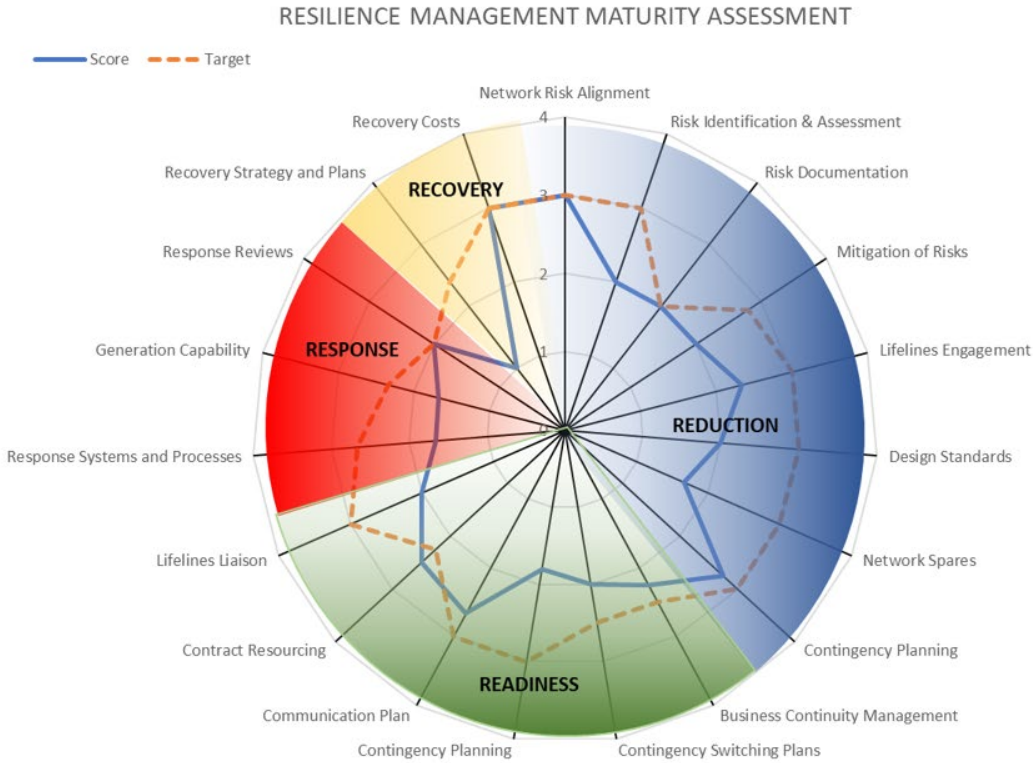 RESILIENCE MANAGEMENT MATURITY ASSESSMENT
Score
Target
Network Risk Alignment
Recovery Costs
Risk Identification & Assessment
Recovery Strategy and Plans
Risk Documentation
Response Reviews
Mitigation of Risks
Generation Capability
Lifelines Engagement
Response Systems and Processes
Design Standards
Lifelines Liaison
Network Spares
Contract Resourcing
Contingency Planning
Communication Plan
Business Continuity Management
Contingency Planning
Contingency Switching Plans
4
3
2
1
0
RECOVERY
RESPONSE
REDUCTION
READINESS